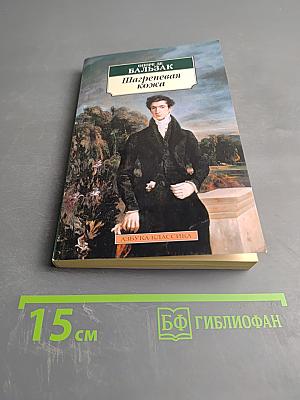 ОНОРЕ ДЕ
БАЛЬЗАК
Шагреневая
кожа
АЗБУКА-КЛАССИКА
15 см
БФ ГИБЛИОФАН